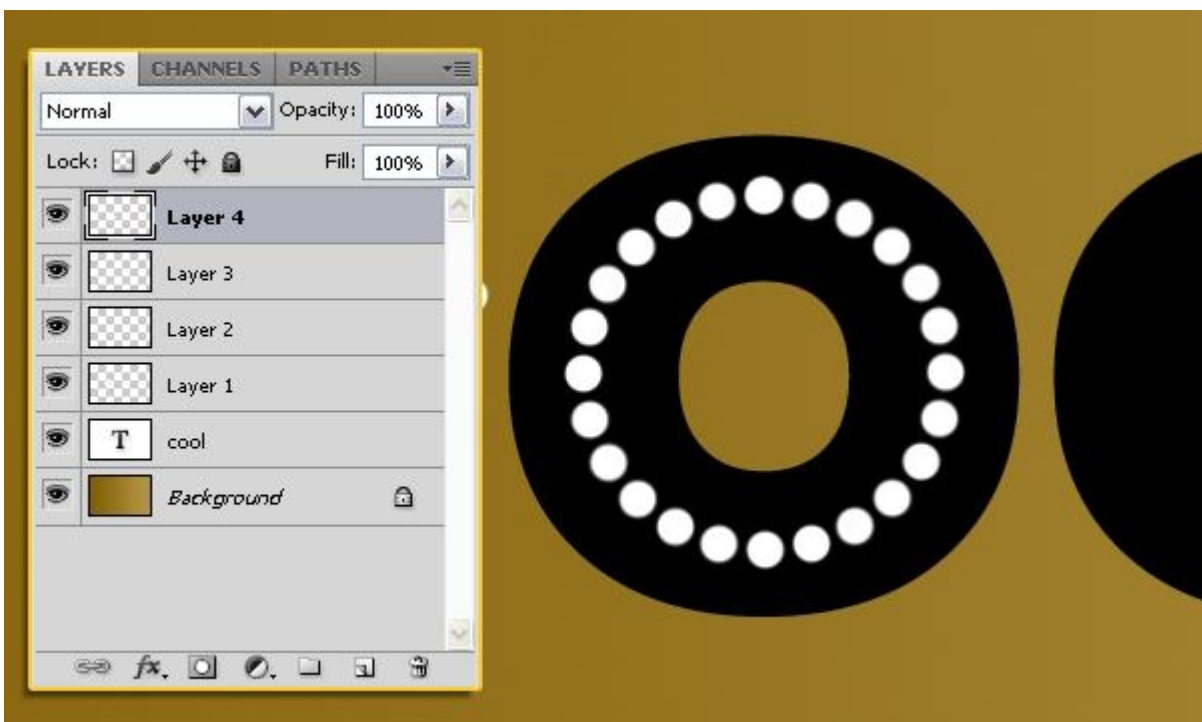 LAYERS CHANNELS PATHS
Normal Opacity: 100%
Lock: Fill: 100%
Layer 4
Layer 3
Layer 2
Layer 1
T cool
Background
fx.
o